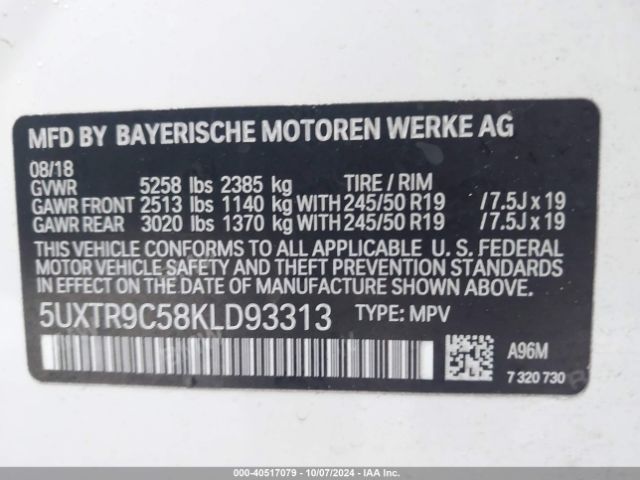 MFD BY BAYERISCHE MOTOREN WERKE AG
08/18
GVWR 5258 lbs 2385 kg TIRE / RIM
GAWR FRONT 2513 lbs 1140 kg WITH 245/50 R19 /7.5J x 19
GAWR REAR 3020 lbs 1370 kg WITH 245/50 R19 /7.5J x 19
THIS VEHICLE CONFORMS TO ALL APPLICABLE U. S. FEDERAL
MOTOR VEHICLE SAFETY AND THEFT PREVENTION STANDARDS
IN EFFECT ON THE DATE OF MANUFACTURE SHOWN ABOVE.
5UXTR9C58KLD93313 TYPE: MPV
A96M
7 320 730
000-40517079 - 10/07/2024 - IAA Inc.